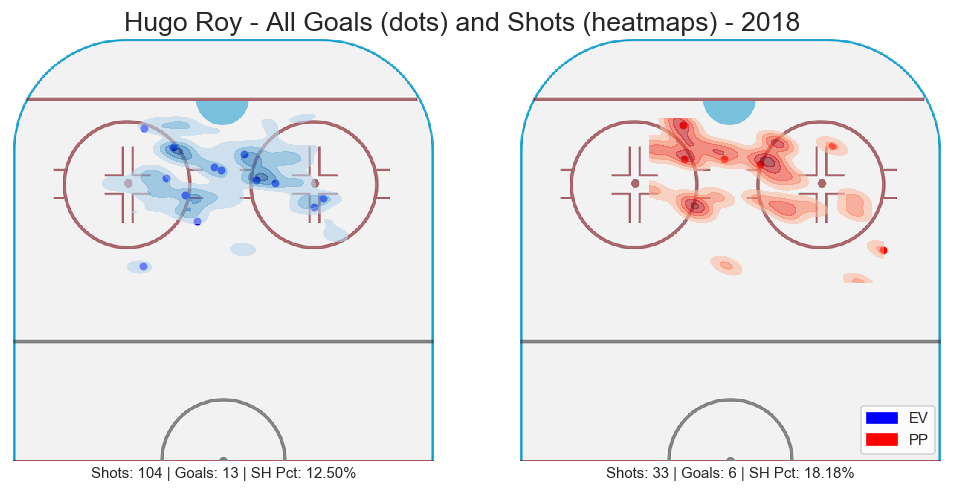 Hugo Roy - All Goals (dots) and Shots (heatmaps) - 2018
EV
PP
Shots: 104 | Goals: 13 | SH Pct: 12.50%
Shots: 33 | Goals: 6 | SH Pct: 18.18%